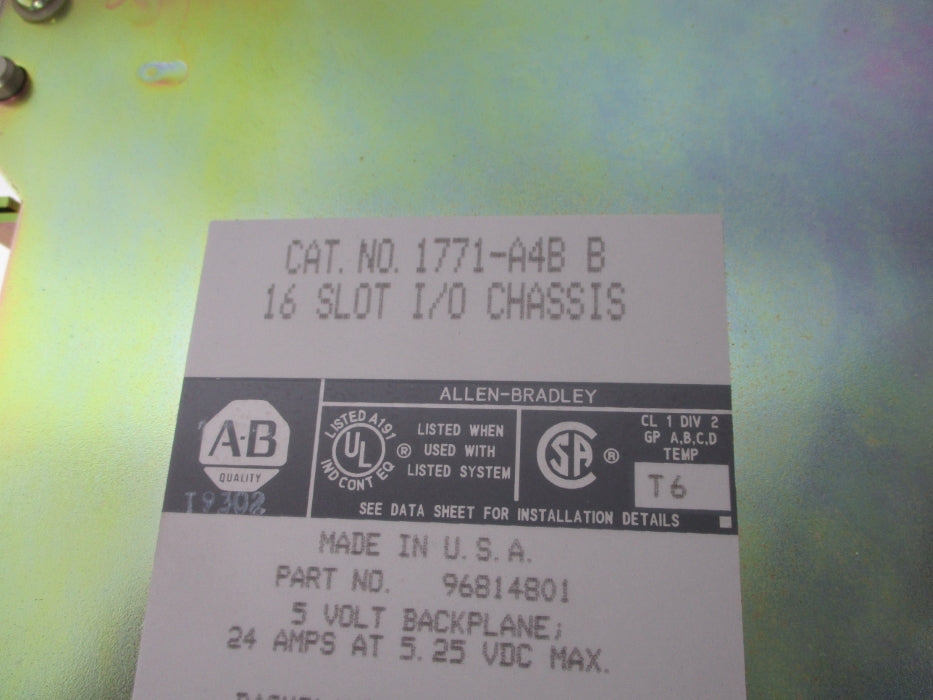 CAT. NO. 1771-A4B B
16 SLOT I/O CHASSIS
ALLEN-BRADLEY
A-B
QUALITY
T9302
LISTED A191
UL
IND CONT EQ
®
LISTED WHEN
USED WITH
LISTED SYSTEM
SA
®
CL 1 DIV 2
GP A,B,C,D
TEMP
T6
SEE DATA SHEET FOR INSTALLATION DETAILS
MADE IN U.S.A.
PART NO. 96814801
5 VOLT BACKPLANE;
24 AMPS AT 5.25 VDC MAX.